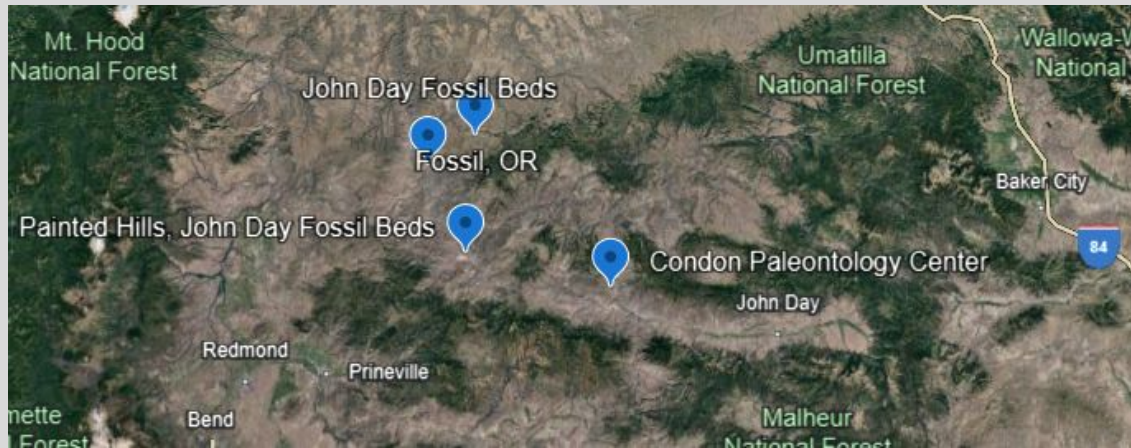 Mt. Hood
National Forest
Umatilla
National Forest
Wallowa-W
National
John Day Fossil Beds
Fossil, OR
Baker City
Painted Hills, John Day Fossil Beds
84
Condon Paleontology Center
John Day
Redmond
Prineville
Bend
mette
l Forest
Malheur
National Forest